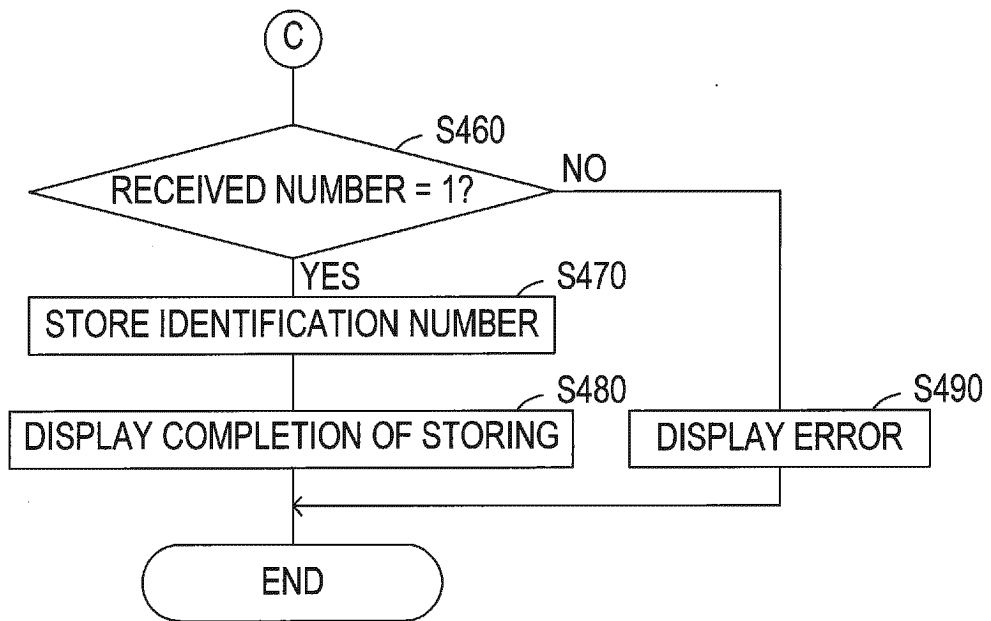 C
S460
RECEIVED NUMBER = 1?
NO
YES
S470
STORE IDENTIFICATION NUMBER
S480
DISPLAY COMPLETION OF STORING
S490
DISPLAY ERROR
END